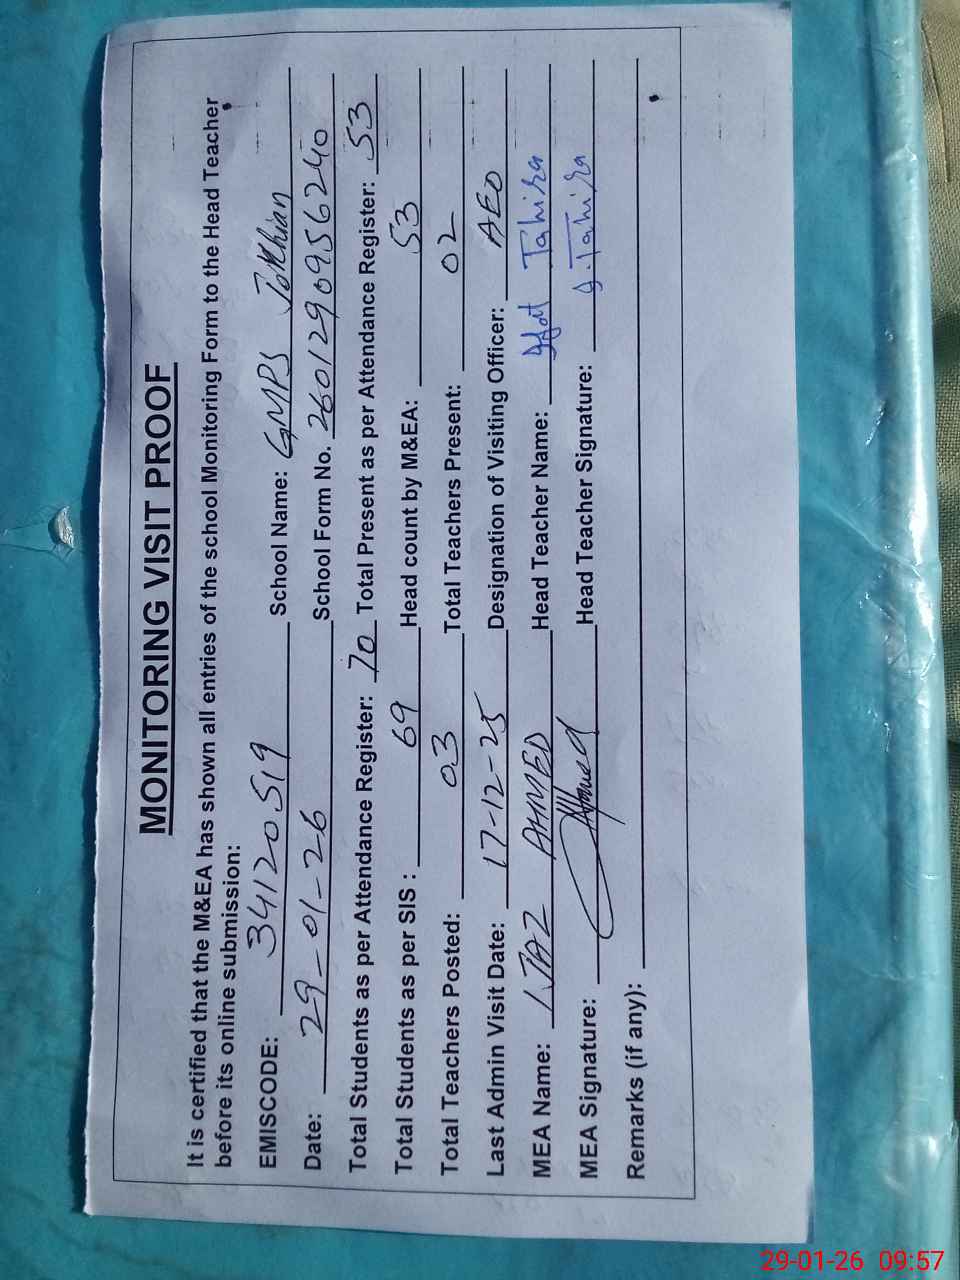 MONITORING VISIT PROOF
It is certified that the M&EA has shown all entries of the school Monitoring Form to the Head Teacher
before its online submission:
EMISCODE: 34120519 School Name: GMPS
Date: 29-01-26 School Form No. 2601290956240
Total Students as per Attendance Register: 70 Total Present as per Attendance Register: 53
Total Students as per SIS : 69 Head count by M&EA: 53
Total Teachers Posted: 03 Total Teachers Present: 02
Last Admin Visit Date: 17-12-25 Designation of Visiting Officer: AEO
MEA Name: IJAZ AHMED Head Teacher Name: Tahira
MEA Signature: Head Teacher Signature: Tahira
Remarks (if any):
29-01-26 09:57